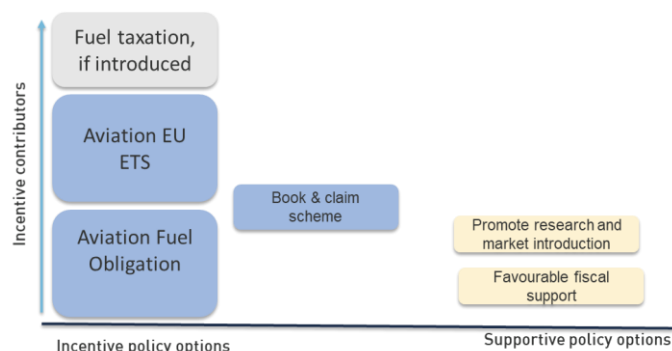 Incentive contributors
Fuel taxation,
if introduced
Aviation EU
ETS
Aviation Fuel
Obligation
Book & claim
scheme
Promote research and
market introduction
Favourable fiscal
support
Incentive policy options
Supportive policy options